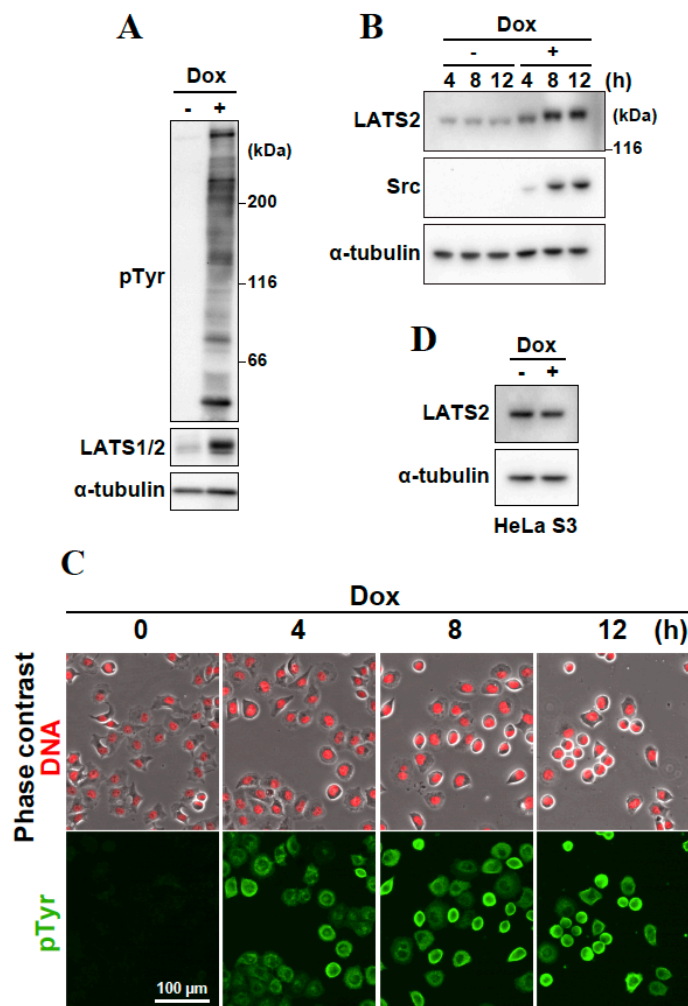 A
Dox
- +
(kDa)
200
pTyr
116
66
LATS1/2
α-tubulin
B
Dox
- +
4 8 12 4 8 12 (h)
LATS2
(kDa)
116
Src
α-tubulin
D
Dox
- +
LATS2
α-tubulin
HeLa S3
C
Dox
0 4 8 12 (h)
Phase contrast
DNA
pTyr
100 µm